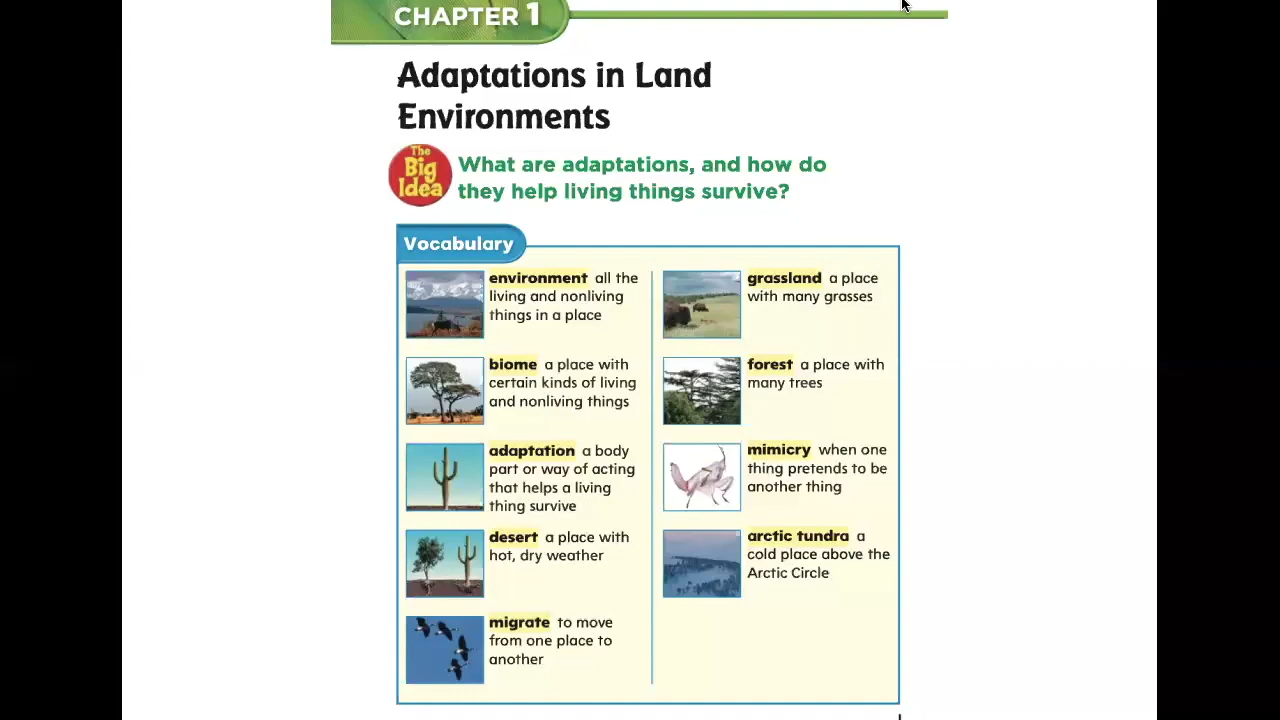 CHAPTER 1
Adaptations in Land
Environments
The
Big
Idea
What are adaptations, and how do
they help living things survive?
Vocabulary
environment all the
living and nonliving
things in a place
biome a place with
certain kinds of living
and nonliving things
adaptation a body
part or way of acting
that helps a living
thing survive
desert a place with
hot, dry weather
migrate to move
from one place to
another
grassland a place
with many grasses
forest a place with
many trees
mimicry when one
thing pretends to be
another thing
arctic tundra a
cold place above the
Arctic Circle